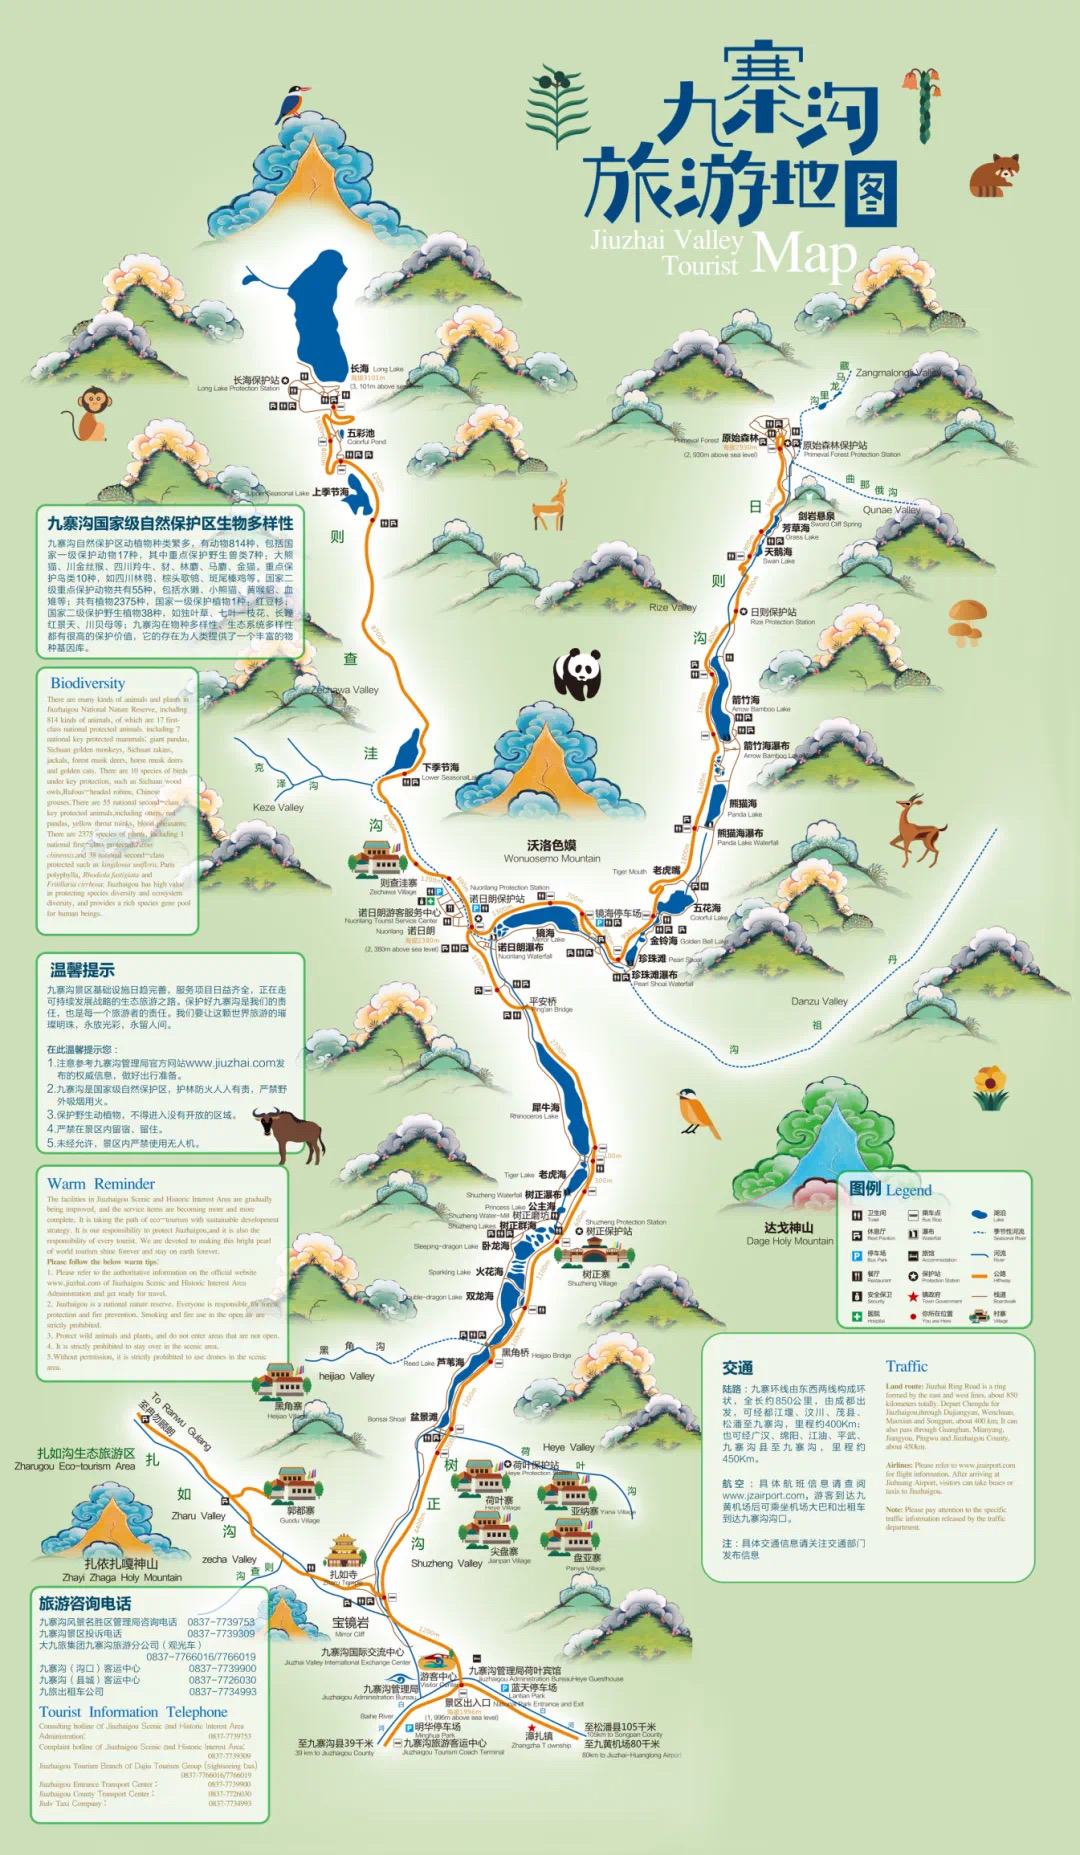 九寨沟
旅游地图
Jiuzhai Valley
Tourist Map
长海 Long Lake
海拔3101m
(3, 101m above sea level)
长海保护站
Long Lake Protection Station
五彩池
Colorful Pond
上季节海
Upper Seasonal Lake
则
查
洼
沟
Zechawa Valley
藏
马
龙
里
沟
Zangmalongli Valley
原始森林
Primeval Forest
海拔2930m
(2, 930m above sea level)
原始森林保护站
Primeval Forest Protection Station
曲那俄沟
Qunae Valley
剑岩悬泉
Sword Cliff Spring
芳草海
Grass Lake
天鹅海
Swan Lake
日
则
沟
Rize Valley
日则保护站
Rize Protection Station
箭竹海
Arrow Bamboo Lake
箭竹海瀑布
熊猫海
Panda Lake
熊猫海瀑布
Panda Lake Waterfall
老虎嘴
Tiger Mouth
五花海
Colorful Lake
金铃海 Golden Bell Lake
珍珠滩 Pearl Shoal
珍珠滩瀑布
Pearl Shoal Waterfall
镜海停车场
镜海
Mirror Lake
九寨沟国家级自然保护区生物多样性
九寨沟自然保护区动植物种类繁多，有动物814种，包括国
家一级保护动物17种，其中重点保护野生兽类7种；大熊
猫、川金丝猴、四川羚牛、豺、林麝、马麝、金猫。重点保
护鸟类10种，如四川林鸮、棕头歌鸲、斑尾榛鸡等。国家二
级重点保护动物共有55种，包括水獭、小熊猫、黄喉貂、血
雉等；共有植物2375种，国家一级保护植物1种：红豆杉；
国家二级保护野生植物38种，如独叶草、七叶一枝花、长鞭
红景天、川贝母等；九寨沟在物种多样性、生态系统多样性
都有很高的保护价值，它的存在为人类提供了一个丰富的物
种基因库。
Biodiversity
There are many kinds of animals and plants in
Jiuzhaigou National Nature Reserve, including
814 kinds of animals, of which are 17 first-
class national protected animals. including 7
national key protected mammals: giant pandas,
Sichuan golden monkeys, Sichuan takins,
jackals, forest musk deers, horse musk deers
and golden cats. There are 10 species of birds
under key protection, such as Sichuan wood
owls,Rufous-headed robins, Chinese
grouses.There are 55 national second-class
key protected animals,including otters, red
pandas, yellow throat minks, blood pheasants;
There are 2375 species of plants, including 1
national first-class protected,Taxus
chinensis.and 38 national second-class
protected such as kingdonia uniflora, Paris
polyphylla, Rhodiola fastigiata and
Fritillaria cirrhosa; Jiuzhaigou has high value
in protecting species diversity and ecosystem
diversity, and provides a rich species gene pool
for human beings.
克
泽
沟
Keze Valley
下季节海
Lower Seasonal Lake
则查洼寨
Zechawa Village
沃洛色嫫
Wonuosemo Mountain
Nuorilang Protection Station
诺日朗保护站
诺日朗游客服务中心
Nuorilang Tourist Service Center
Nuorilang 诺日朗
海拔2380m
(2, 380m above sea level)
诺日朗瀑布
Nuorilang Waterfall
丹
祖
沟
Danzu Valley
平安桥
Ping'an Bridge
犀牛海
Rhinoceros Lake
Tiger Lake 老虎海
Shuzheng Waterfall 树正瀑布
Princess Lake 公主海
Shuzheng Water-Mill 树正磨坊
Shuzheng Lakes 树正群海
Shuzheng Protection Station
树正保护站
Sleeping-dragon Lake 卧龙海
Sparkling Lake 火花海
树正寨
Shuzheng Village
Double-dragon Lake 双龙海
黑角沟
heijiao Valley
Reed Lake 芦苇海
黑角桥 Heijiao Bridge
黑角寨
Heijiao Village
Bonsai Shoal 盆景滩
温馨提示
九寨沟景区基础设施日趋完善，服务项目日益齐全，正在走
可持续发展战略的生态旅游之路。保护好九寨沟是我们的责
任，也是每一个旅游者的责任。我们要让这颗世界旅游的璀
璨明珠，永放光彩，永留人间。
在此温馨提示您：
1.注意参考九寨沟管理局官方网站www.jiuzhai.com发
布的权威信息，做好出行准备。
2.九寨沟是国家级自然保护区，护林防火人人有责，严禁野
外吸烟用火。
3.保护野生动植物，不得进入没有开放的区域。
4.严禁在景区内留宿、留住。
5.未经允许，景区内严禁使用无人机。
Warm Reminder
The facilities in Jiuzhaigou Scenic and Historic Interest Area are gradually
being improved, and the service items are becoming more and more
complete, It is taking the path of eco-tourism with sustainable development
strategy. It is our responsibility to protect Jiuzhaigou,and it is also the
responsibility of every tourist. We are devoted to making this bright pearl
of world tourism shine forever and stay on earth forever.
Please follow the below warm tips:
1. Please refer to the authoritative information on the official website
www.jiuzhai.com of Jiuzhaigou Scenic and Historic Interest Area
Administration and get ready for travel.
2. Jiuzhaigou is a national nature reserve. Everyone is responsible for forest
protection and fire prevention. Smoking and fire use in the open air are
strictly prohibited.
3. Protect wild animals and plants, and do not enter areas that are not open.
4. It is strictly prohibited to stay over in the scenic area.
5.Without permission, it is strictly prohibited to use drones in the scenic
area.
达戈神山
Dage Holy Mountain
图例 Legend
卫生间
Toilet
乘车点
Bus Stop
湖泊
Lake
休息厅
Rest Pavilion
瀑布
Waterfall
季节性河流
Seasonal River
停车场
Bus Park
旅馆
Accommodation
河流
River
餐厅
Restaurant
保护站
Protection Station
公路
Hiftway
安全保卫
Security
镇政府
Town Government
栈道
Boardwalk
医院
Hospital
你所在位置
You are Here
村寨
Village
交通
陆路：九寨环线由东西两线构成环
状，全长约850公里，由成都出
发，可经都江堰、汶川、茂县、
松潘至九寨沟，里程约400Km；
也可经广汉、绵阳、江油、平武、
九寨沟县至九寨沟，里程约
450Km。
航空：具体航班信息请查阅
www.jzairport.com，游客到达九
黄机场后可乘坐机场大巴和出租车
到达九寨沟沟口。
注：具体交通信息请关注交通部门
发布信息
Traffic
Land route: Jiuzhai Ring Road is a ring
formed by the east and west lines, about 850
kilometers totally. Depart Chengdu for
Jiuzhaigou,through Dujiangyan, Wenchuan,
Maoxian and Songpan, about 400 km; It can
also pass through Guanghan, Mianyang,
Jiangyou, Pingwu and Jiuzhaigou County,
about 450km.
Airlines: Please refer to www.jzairport.com
for flight information. After arriving at
Jiuhuang Airport, visitors can take buses or
taxis to Jiuzhaigou.
Note: Please pay attention to the specific
traffic information released by the traffic
department.
To Ranwu Gulang
扎如沟生态旅游区
Zharugou Eco-tourism Area
扎
如
沟
Zharu Valley
郭都寨
Guodu Village
扎依扎嘎神山
Zhayi Zhaga Holy Mountain
zecha Valley
沟查则
扎如寺
Zharu Temple
宝镜岩
Mirror Cliff
树
正
沟
Shuzheng Valley
Heye Valley
荷
叶
沟
荷叶保护站
Heye Protection Station
荷叶寨
Heye Village
亚纳寨 Yana Village
尖盘寨
Jianpan Village
盘亚寨
Panya Village
旅游咨询电话
九寨沟风景名胜区管理局咨询电话 0837-7739753
九寨沟景区投诉电话 0837-7739309
大九旅集团九寨沟旅游分公司（观光车）
0837-7766016/7766019
九寨沟（沟口）客运中心 0837-7739900
九寨沟（县城）客运中心 0837-7726030
九旅出租车公司 0837-7734993
Tourist Information Telephone
Consulting hotline of Jiuzhaigou Scenic and Historic Interest Area
Administration: 0837-7739753
Complaint hotline of Jiuzhaigou Scenic and Historic Interest Area:
0837-7739309
Jiuzhaigou Tourism Branch of Dajiu Tourism Group (sightseeing bus)
0837-7766016/7766019
Jiuzhaigou Entrance Transport Center: 0837-7739900
Jiuzhaigou County Transport Center: 0837-7726030
Jiulv Taxi Company: 0837-7734993
九寨沟国际交流中心
Jiuzhai Valley International Exchange Center
游客中心
Visitor Center
九寨沟管理局荷叶宾馆
Jiuzhaigou Administration Bureau Heye Guesthouse
九寨沟管理局
Jiuzhaigou Administration Bureau
蓝天停车场
Lantian Park
景区出入口
National Park Entrance and Exit
海拔1996m
(1, 996m above sea level)
Baihe River
白
河
明华停车场
Minghua Park
漳扎镇
Zhangzha Township
至松潘县105千米
105km to Songpan County
至九寨沟县39千米
39 km to Jiuzhaigou County
九寨沟旅游客运中心
Jiuzhaigou Tourism Coach Terminal
至九黄机场80千米
80km to Jiuzhai-Huanglong Airport